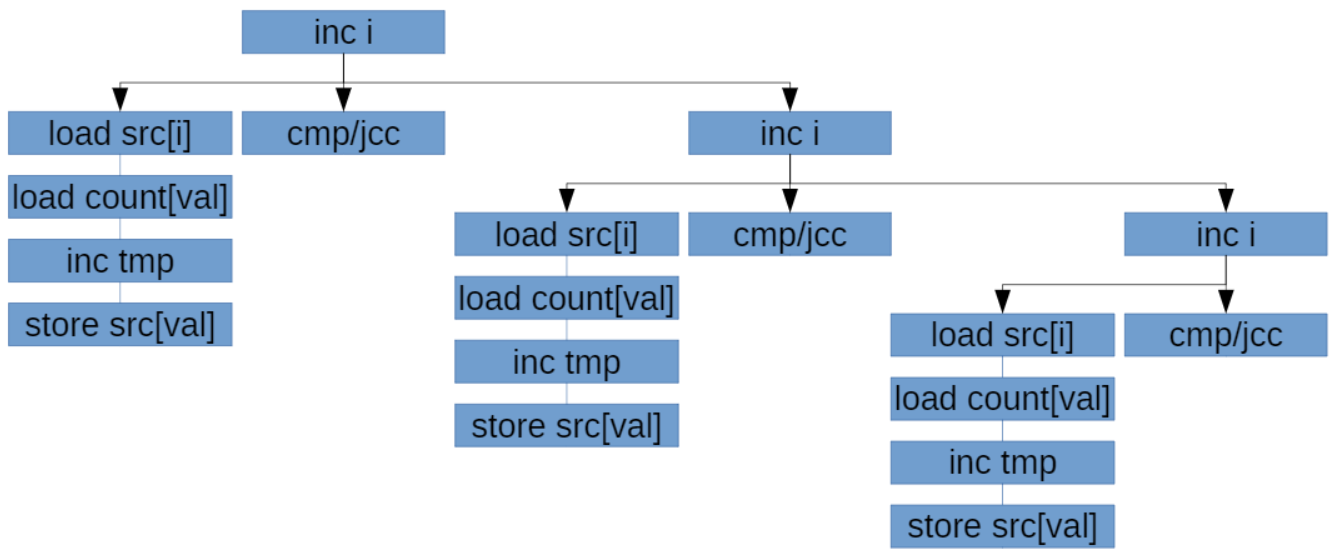 inc i
load src[i]
cmp/jcc
inc i
load count[val]
load src[i]
cmp/jcc
inc i
inc tmp
load count[val]
store src[val]
load src[i]
cmp/jcc
inc tmp
load count[val]
store src[val]
inc tmp
store src[val]